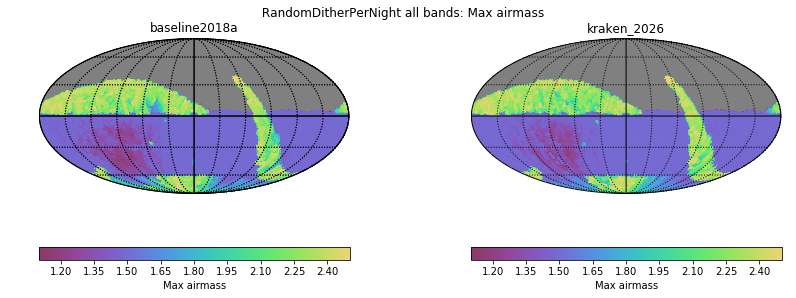 RandomDitherPerNight all bands: Max airmass
baseline2018a
kraken_2026
1.20 1.35 1.50 1.65 1.80 1.95 2.10 2.25 2.40
Max airmass
1.20 1.35 1.50 1.65 1.80 1.95 2.10 2.25 2.40
Max airmass